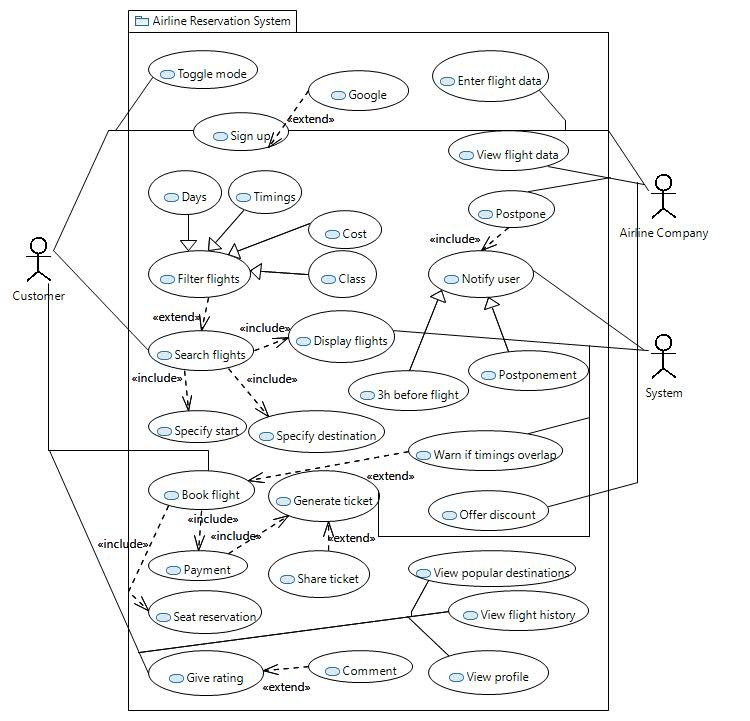 Airline Reservation System
Toggle mode
Enter flight data
Google
«extend»
Sign up
View flight data
Days
Timings
Postpone
Airline Company
Cost
«include»
Filter flights
Class
Notify user
Customer
«extend»
«include»
Display flights
Search flights
«include»
«include»
Postponement
System
3h before flight
Specify start
Specify destination
Warn if timings overlap
«extend»
Book flight
Generate ticket
Offer discount
«include»
«include»
«extend»
«include»
Payment
Share ticket
View popular destinations
Seat reservation
View flight history
Give rating
Comment
View profile
«extend»